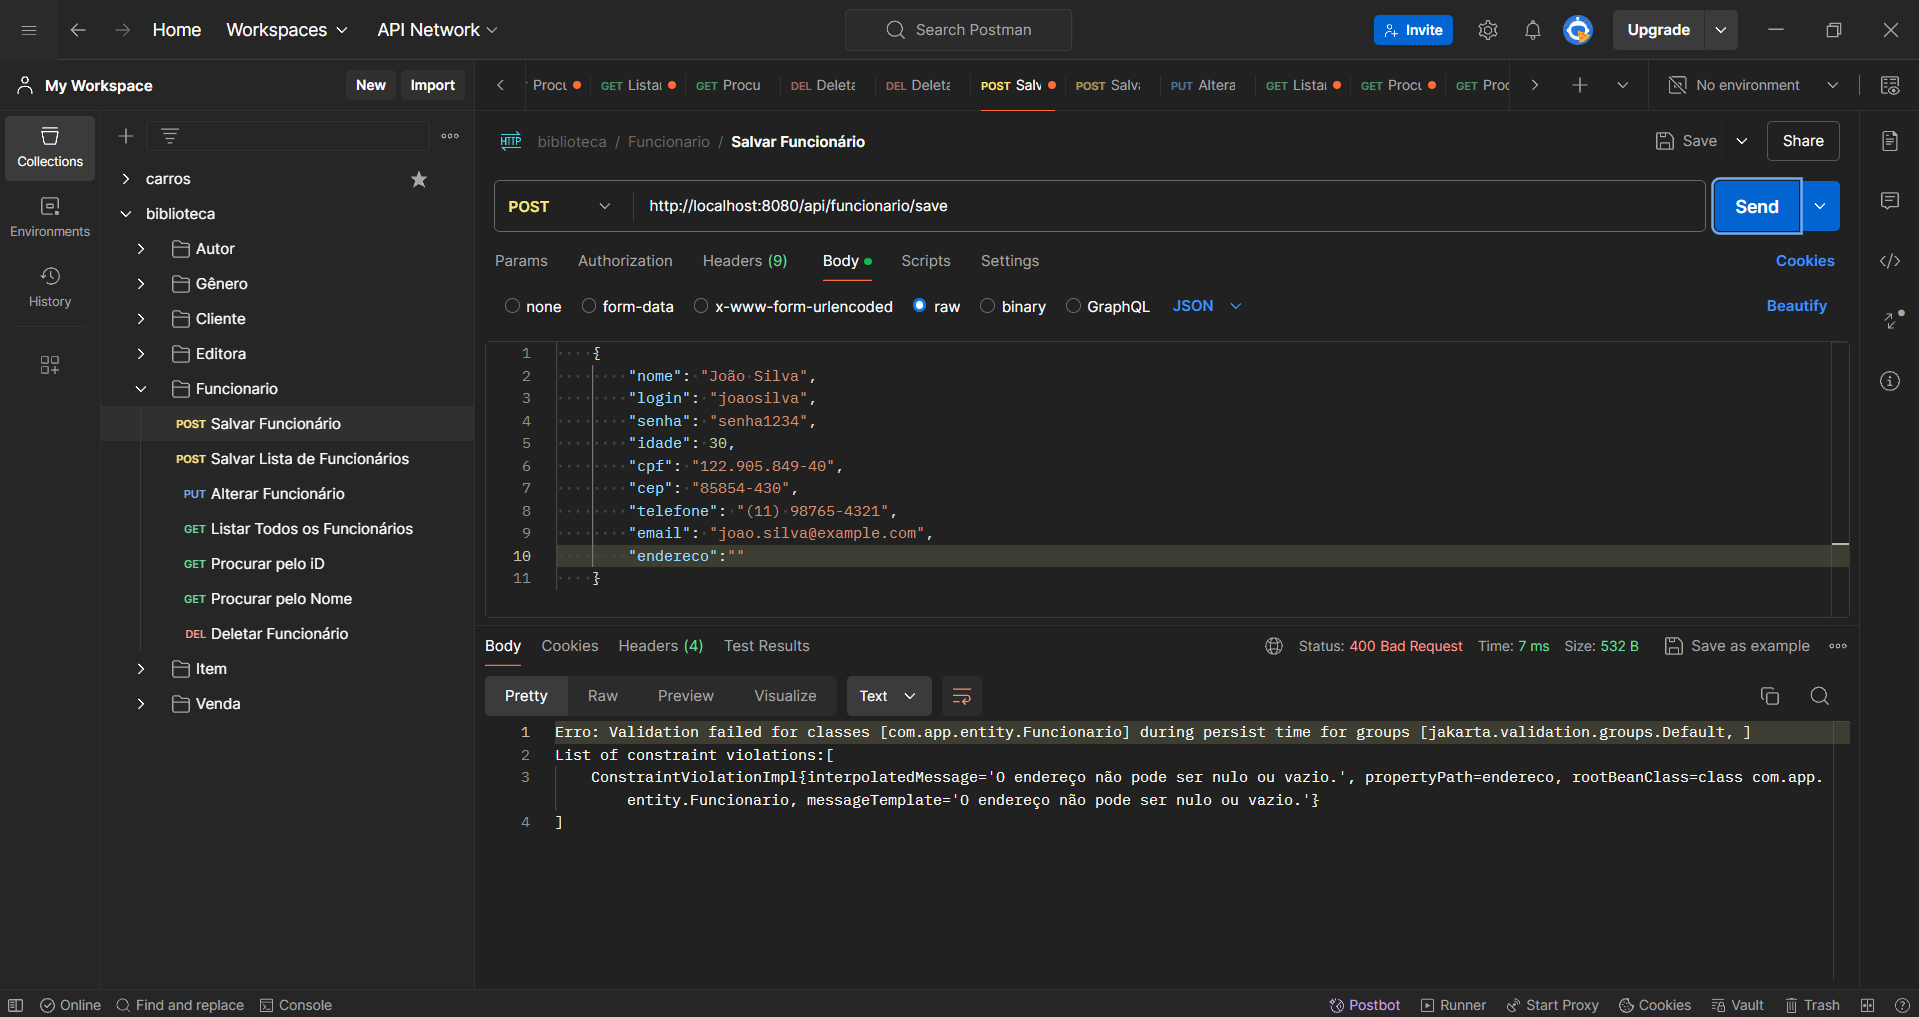 Home
Workspaces
API Network
Search Postman
Invite
Upgrade
My Workspace
New
Import
Procu
GET Listar
GET Procu
DEL Deleta
DEL Deleta
POST Salv
POST Salva
PUT Altera
GET Listar
GET Procu
GET Proc
No environment
Collections
Environments
History
carros
biblioteca
Autor
Gênero
Cliente
Editora
Funcionario
POST Salvar Funcionário
POST Salvar Lista de Funcionários
PUT Alterar Funcionário
GET Listar Todos os Funcionários
GET Procurar pelo iD
GET Procurar pelo Nome
DEL Deletar Funcionário
Item
Venda
HTTP biblioteca / Funcionario / Salvar Funcionário
Save
Share
POST
http://localhost:8080/api/funcionario/save
Send
Params Authorization Headers (9) Body Scripts Settings
Cookies
none form-data x-www-form-urlencoded raw binary GraphQL JSON
Beautify
1 {
2 "nome": "João Silva",
3 "login": "joaosilva",
4 "senha": "senha1234",
5 "idade": 30,
6 "cpf": "122.905.849-40",
7 "cep": "85854-430",
8 "telefone": "(11) 98765-4321",
9 "email": "joao.silva@example.com",
10 "endereco":""
11 }
Body Cookies Headers (4) Test Results
Status: 400 Bad Request Time: 7 ms Size: 532 B
Save as example
Pretty Raw Preview Visualize Text
1 Erro: Validation failed for classes [com.app.entity.Funcionario] during persist time for groups [jakarta.validation.groups.Default, ]
2 List of constraint violations:[
3 ConstraintViolationImpl{interpolatedMessage='O endereço não pode ser nulo ou vazio.', propertyPath=endereco, rootBeanClass=class com.app.
entity.Funcionario, messageTemplate='O endereço não pode ser nulo ou vazio.'}
4 ]
Online
Find and replace
Console
Postbot
Runner
Start Proxy
Cookies
Vault
Trash